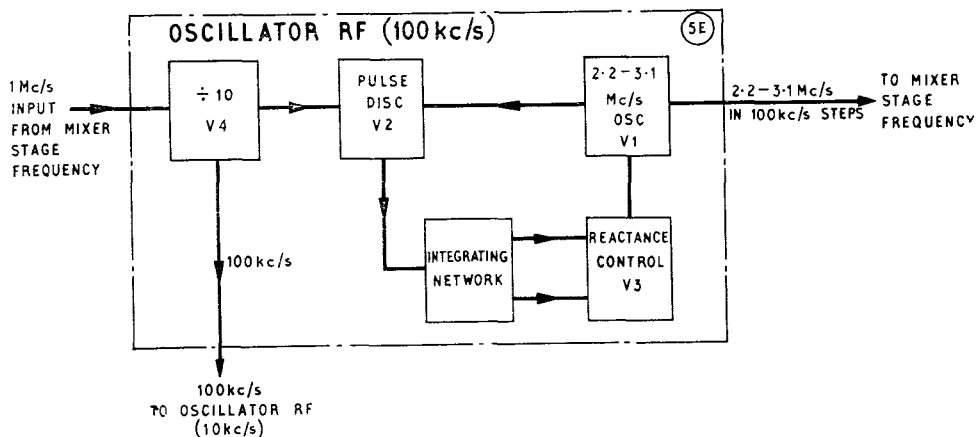 OSCILLATOR RF (100kc/s)
5E
1 Mc/s
INPUT
FROM MIXER
STAGE
FREQUENCY
÷ 10
V4
PULSE
DISC
V2
2·2–3·1
Mc/s
OSC
V1
2·2–3·1Mc/s
IN 100kc/s STEPS
TO MIXER
STAGE
FREQUENCY
INTEGRATING
NETWORK
REACTANCE
CONTROL
V3
100kc/s
100kc/s
TO OSCILLATOR RF
(10kc/s)